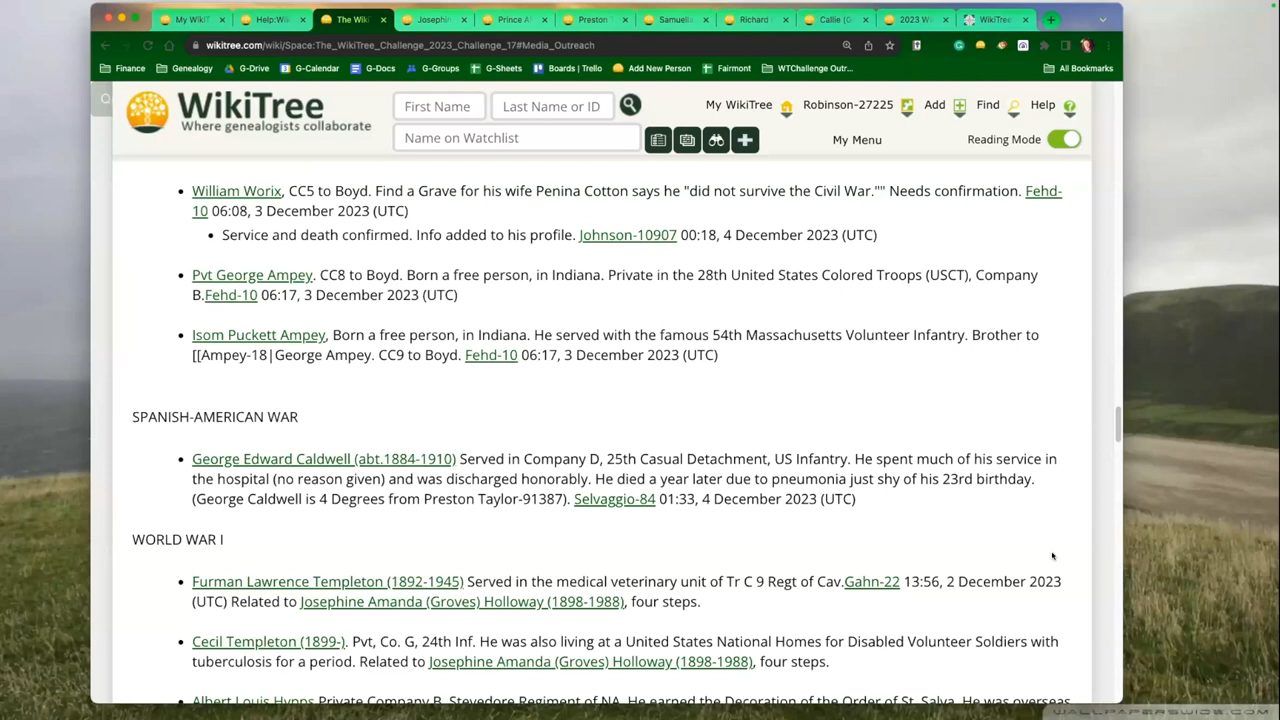 My WikiT
Help:Wiki
The Wiki
Josephin
Prince A
Preston
Samuella
Richard
Callie (G
2023 W
WikiTree
wikitree.com/wiki/Space:The_WikiTree_Challenge_2023_Challenge_17#Media_Outreach
Finance Genealogy G-Drive G-Calendar G-Docs G-Groups G-Sheets Boards | Trello Add New Person Fairmont WTChallenge Outr... All Bookmarks
WikiTree
Where genealogists collaborate
First Name Last Name or ID
My WikiTree Robinson-27225 Add Find Help
Name on Watchlist
My Menu Reading Mode
• William Worix, CC5 to Boyd. Find a Grave for his wife Penina Cotton says he "did not survive the Civil War."" Needs confirmation. Fehd-
10 06:08, 3 December 2023 (UTC)
• Service and death confirmed. Info added to his profile. Johnson-10907 00:18, 4 December 2023 (UTC)
• Pvt George Ampey. CC8 to Boyd. Born a free person, in Indiana. Private in the 28th United States Colored Troops (USCT), Company
B.Fehd-10 06:17, 3 December 2023 (UTC)
• Isom Puckett Ampey, Born a free person, in Indiana. He served with the famous 54th Massachusetts Volunteer Infantry. Brother to
[[Ampey-18|George Ampey. CC9 to Boyd. Fehd-10 06:17, 3 December 2023 (UTC)
SPANISH-AMERICAN WAR
• George Edward Caldwell (abt.1884-1910) Served in Company D, 25th Casual Detachment, US Infantry. He spent much of his service in
the hospital (no reason given) and was discharged honorably. He died a year later due to pneumonia just shy of his 23rd birthday.
(George Caldwell is 4 Degrees from Preston Taylor-91387). Selvaggio-84 01:33, 4 December 2023 (UTC)
WORLD WAR I
• Furman Lawrence Templeton (1892-1945) Served in the medical veterinary unit of Tr C 9 Regt of Cav.Gahn-22 13:56, 2 December 2023
(UTC) Related to Josephine Amanda (Groves) Holloway (1898-1988), four steps.
• Cecil Templeton (1899-). Pvt, Co. G, 24th Inf. He was also living at a United States National Homes for Disabled Volunteer Soldiers with
tuberculosis for a period. Related to Josephine Amanda (Groves) Holloway (1898-1988), four steps.
• Albert Louis Hypps Private Company B, Stevedore Regiment of NA. He earned the Decoration of the Order of St. Salva. He was overseas
WALLPAPERSWIDE.COM